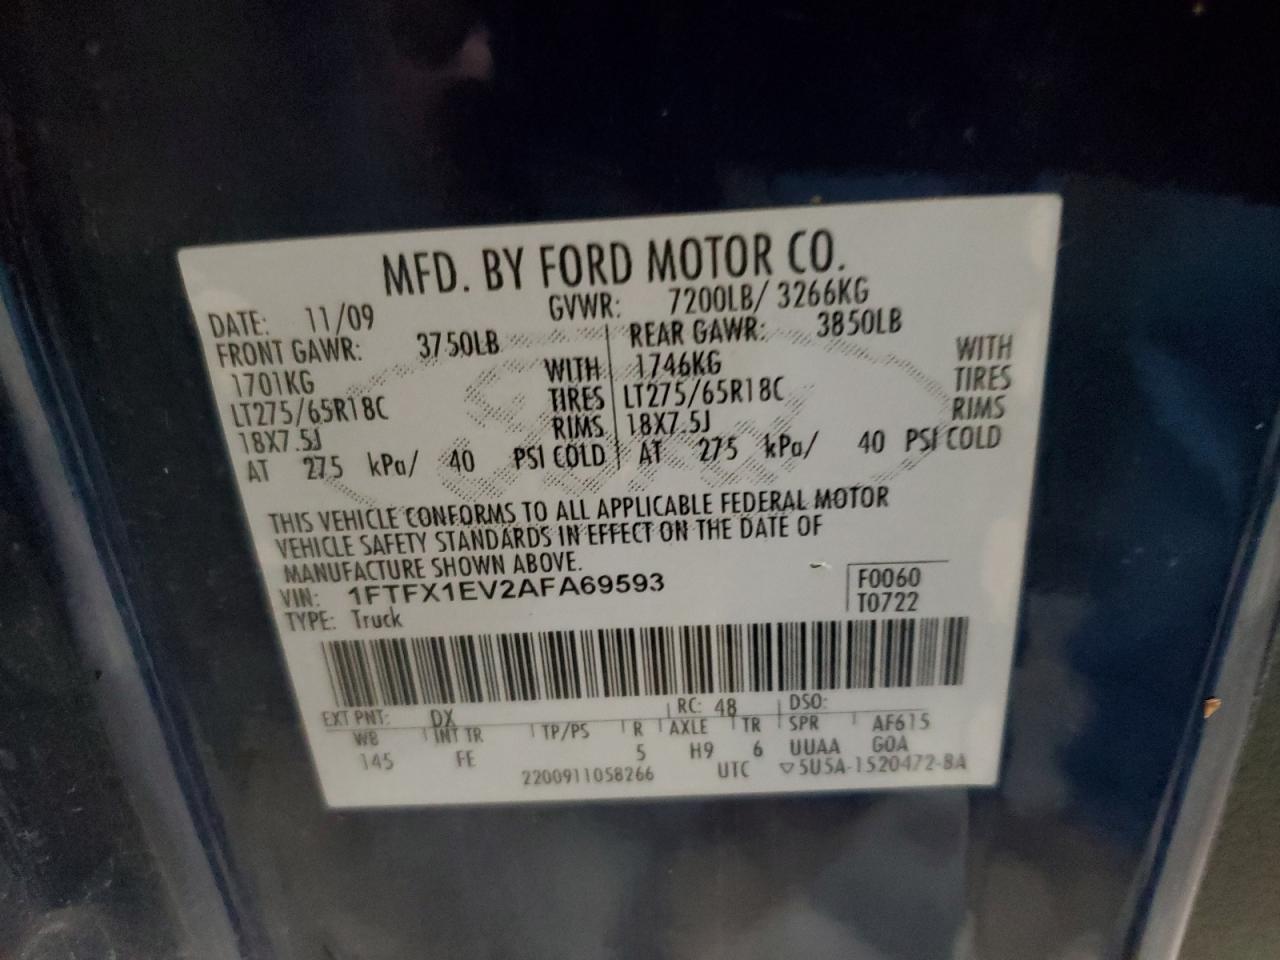 MFD. BY FORD MOTOR CO.
DATE: 11/09 GVWR: 7200LB/ 3266KG
FRONT GAWR: 3750LB REAR GAWR: 3850LB
1701KG WITH 1746KG WITH
LT275/65R18C TIRES LT275/65R18C TIRES
18X7.5J RIMS 18X7.5J RIMS
AT 275 kPa/ 40 PSI COLD AT 275 kPa/ 40 PSI COLD
THIS VEHICLE CONFORMS TO ALL APPLICABLE FEDERAL MOTOR
VEHICLE SAFETY STANDARDS IN EFFECT ON THE DATE OF
MANUFACTURE SHOWN ABOVE.
VIN: 1FTFX1EV2AFA69593 F0060
TYPE: Truck T0722
EXT PNT: DX RC: 48 DSO:
WB INT TR TP/PS R AXLE TR SPR AF615
145 FE 5 H9 6 UUAA GOA
2200911058266 UTC ▽5U5A-1520472-BA